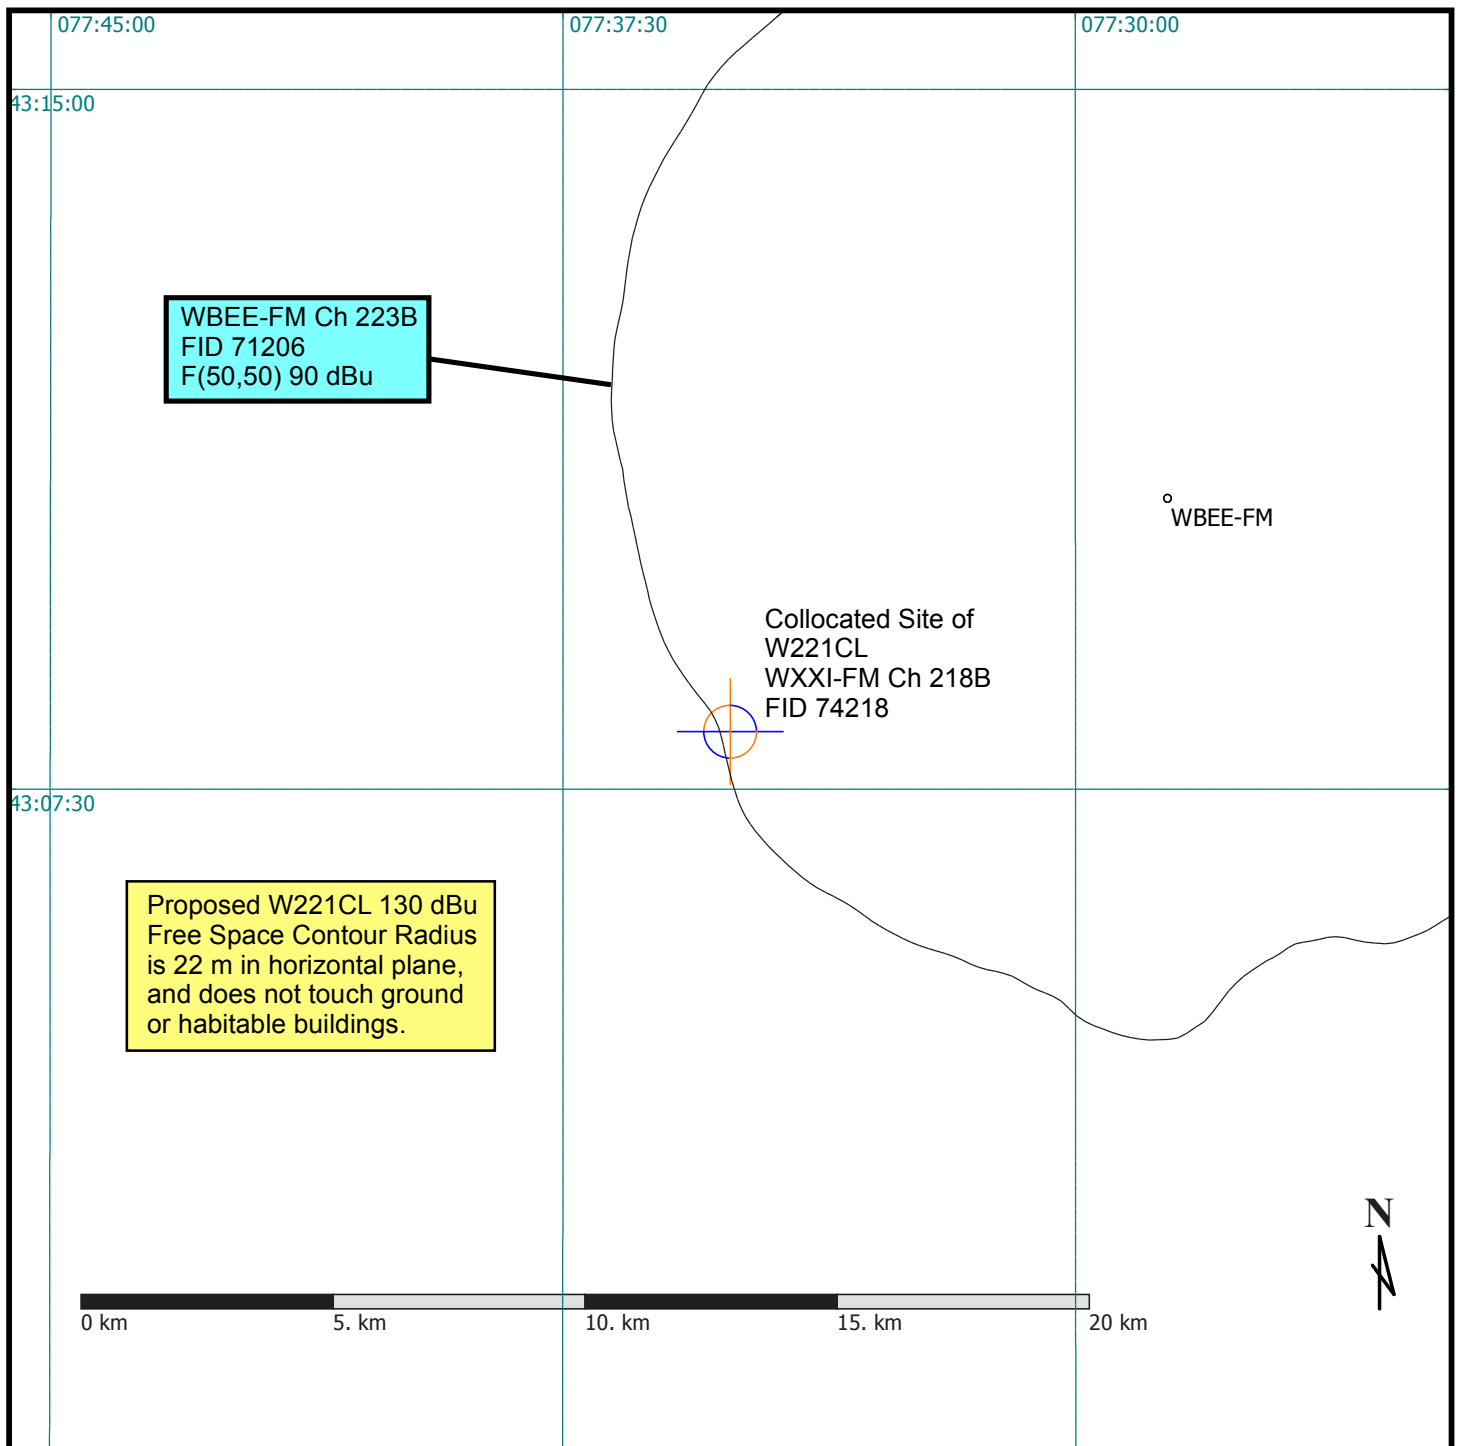 077:45:00
077:37:30
077:30:00
43:15:00
WBEE-FM Ch 223B
FID 71206
F(50,50) 90 dBu
WBEE-FM
Collocated Site of
W221CL
WXXI-FM Ch 218B
FID 74218
43:07:30
Proposed W221CL 130 dBu
Free Space Contour Radius
is 22 m in horizontal plane,
and does not touch ground
or habitable buildings.
N
0 km
5. km
10. km
15. km
20 km